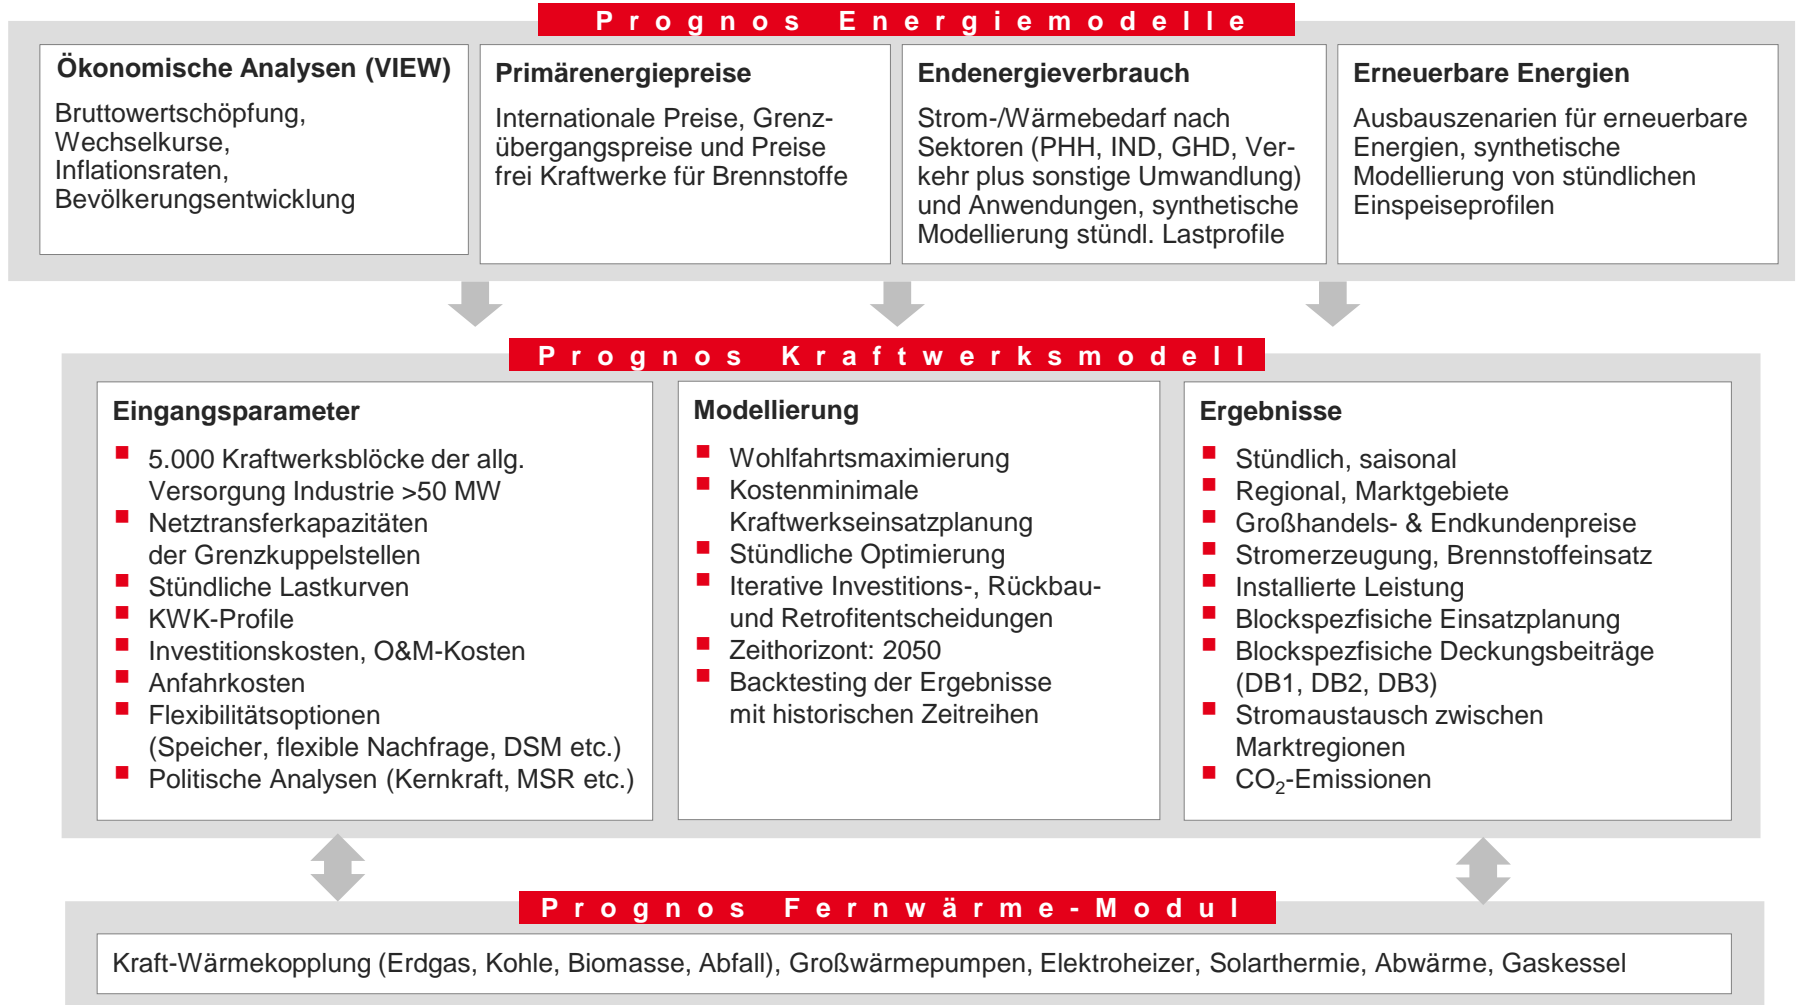 Prognos Energiemodelle
Ökonomische Analysen (VIEW)
Bruttowertschöpfung,
Wechselkurse,
Inflationsraten,
Bevölkerungsentwicklung
Primärenergiepreise
Internationale Preise, Grenz-
übergangspreise und Preise
frei Kraftwerke für Brennstoffe
Endenergieverbrauch
Strom-/Wärmebedarf nach
Sektoren (PHH, IND, GHD, Ver-
kehr plus sonstige Umwandlung)
und Anwendungen, synthetische
Modellierung stündl. Lastprofile
Erneuerbare Energien
Ausbauszenarien für erneuerbare
Energien, synthetische
Modellierung von stündlichen
Einspeiseprofilen
Prognos Kraftwerksmodell
Eingangsparameter
5.000 Kraftwerksblöcke der allg.
Versorgung Industrie >50 MW
Netztransferkapazitäten
der Grenzkuppelstellen
Stündliche Lastkurven
KWK-Profile
Investitionskosten, O&M-Kosten
Anfahrkosten
Flexibilitätsoptionen
(Speicher, flexible Nachfrage, DSM etc.)
Politische Analysen (Kernkraft, MSR etc.)
Modellierung
Wohlfahrtsmaximierung
Kostenminimale
Kraftwerkseinsatzplanung
Stündliche Optimierung
Iterative Investitions-, Rückbau-
und Retrofitentscheidungen
Zeithorizont: 2050
Backtesting der Ergebnisse
mit historischen Zeitreihen
Ergebnisse
Stündlich, saisonal
Regional, Marktgebiete
Großhandels- & Endkundenpreise
Stromerzeugung, Brennstoffeinsatz
Installierte Leistung
Blockspezfisiche Einsatzplanung
Blockspezfisiche Deckungsbeiträge
(DB1, DB2, DB3)
Stromaustausch zwischen
Marktregionen
CO₂-Emissionen
Prognos Fernwärme-Modul
Kraft-Wärmekopplung (Erdgas, Kohle, Biomasse, Abfall), Großwärmepumpen, Elektroheizer, Solarthermie, Abwärme, Gaskessel